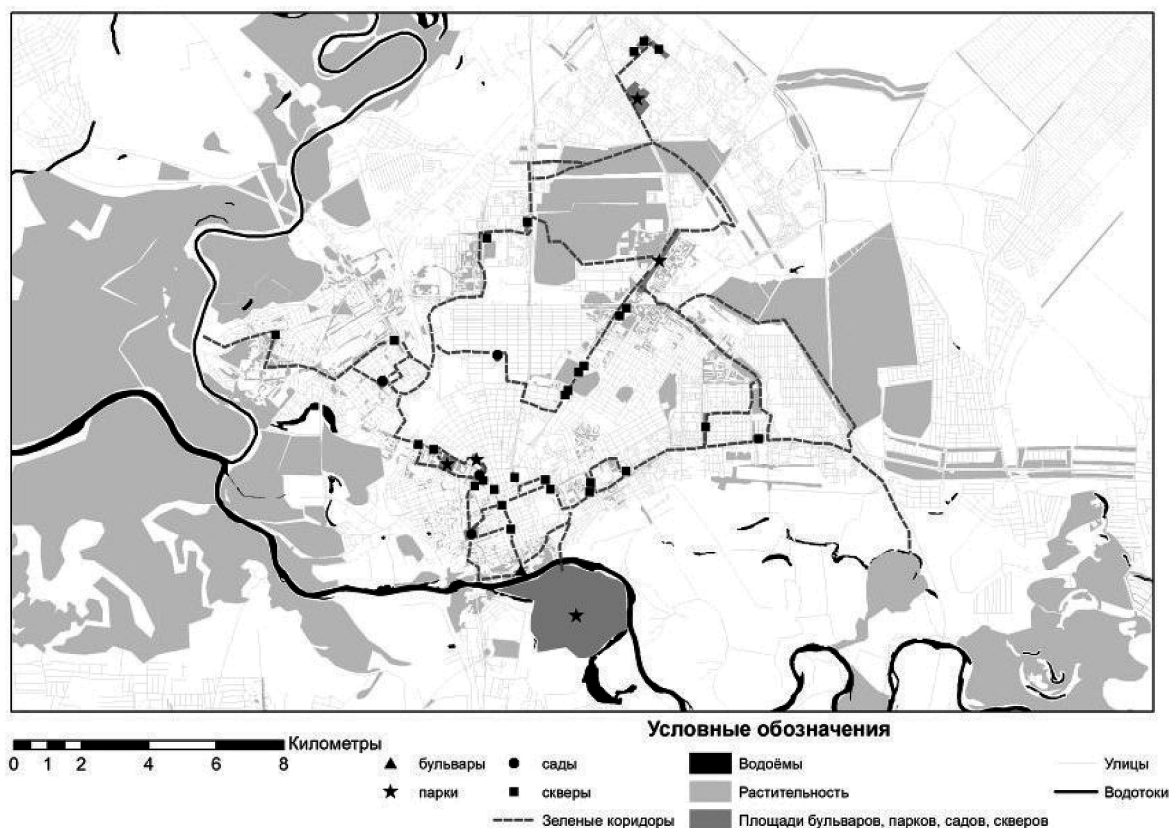 Условные обозначения
Километры
0 1 2 4 6 8
бульвары
парки
сады
скверы
Зеленые коридоры
Водоёмы
Растительность
Площади бульваров, парков, садов, скверов
Улицы
Водотоки